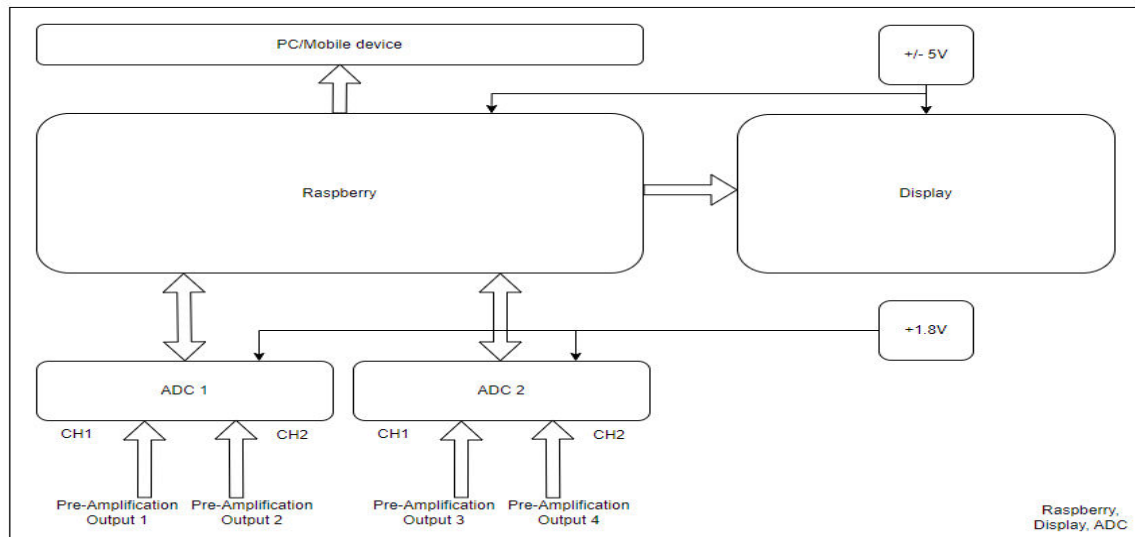 PC/Mobile device
+/- 5V
Raspberry
Display
+1.8V
ADC 1
ADC 2
CH1
CH2
CH1
CH2
Pre-Amplification
Output 1
Pre-Amplification
Output 2
Pre-Amplification
Output 3
Pre-Amplification
Output 4
Raspberry,
Display, ADC